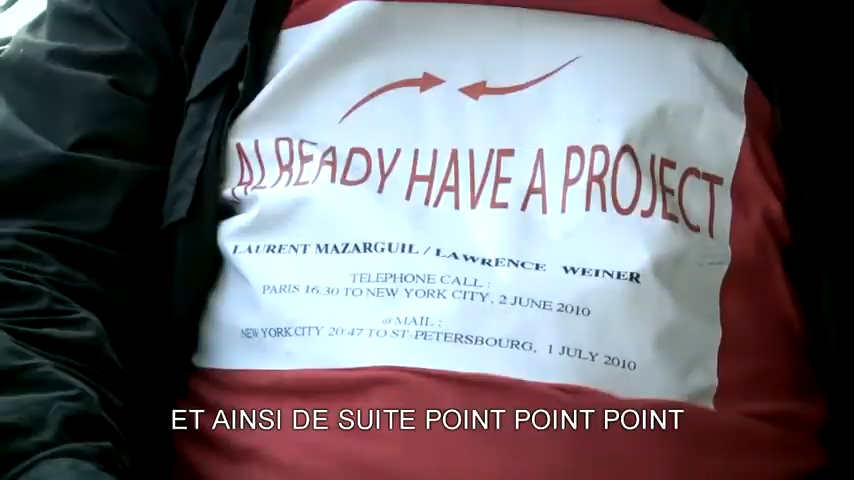 ALREADY HAVE A PROJECT
LAURENT MAZARGUIL / LAWRENCE WEINER
TELEPHONE CALL :
PARIS 16.30 TO NEW YORK CITY, 2 JUNE 2010
@MAIL :
NEW YORK CITY 20:47 TO ST-PETERSBOURG, 1 JULY 2010
ET AINSI DE SUITE POINT POINT POINT